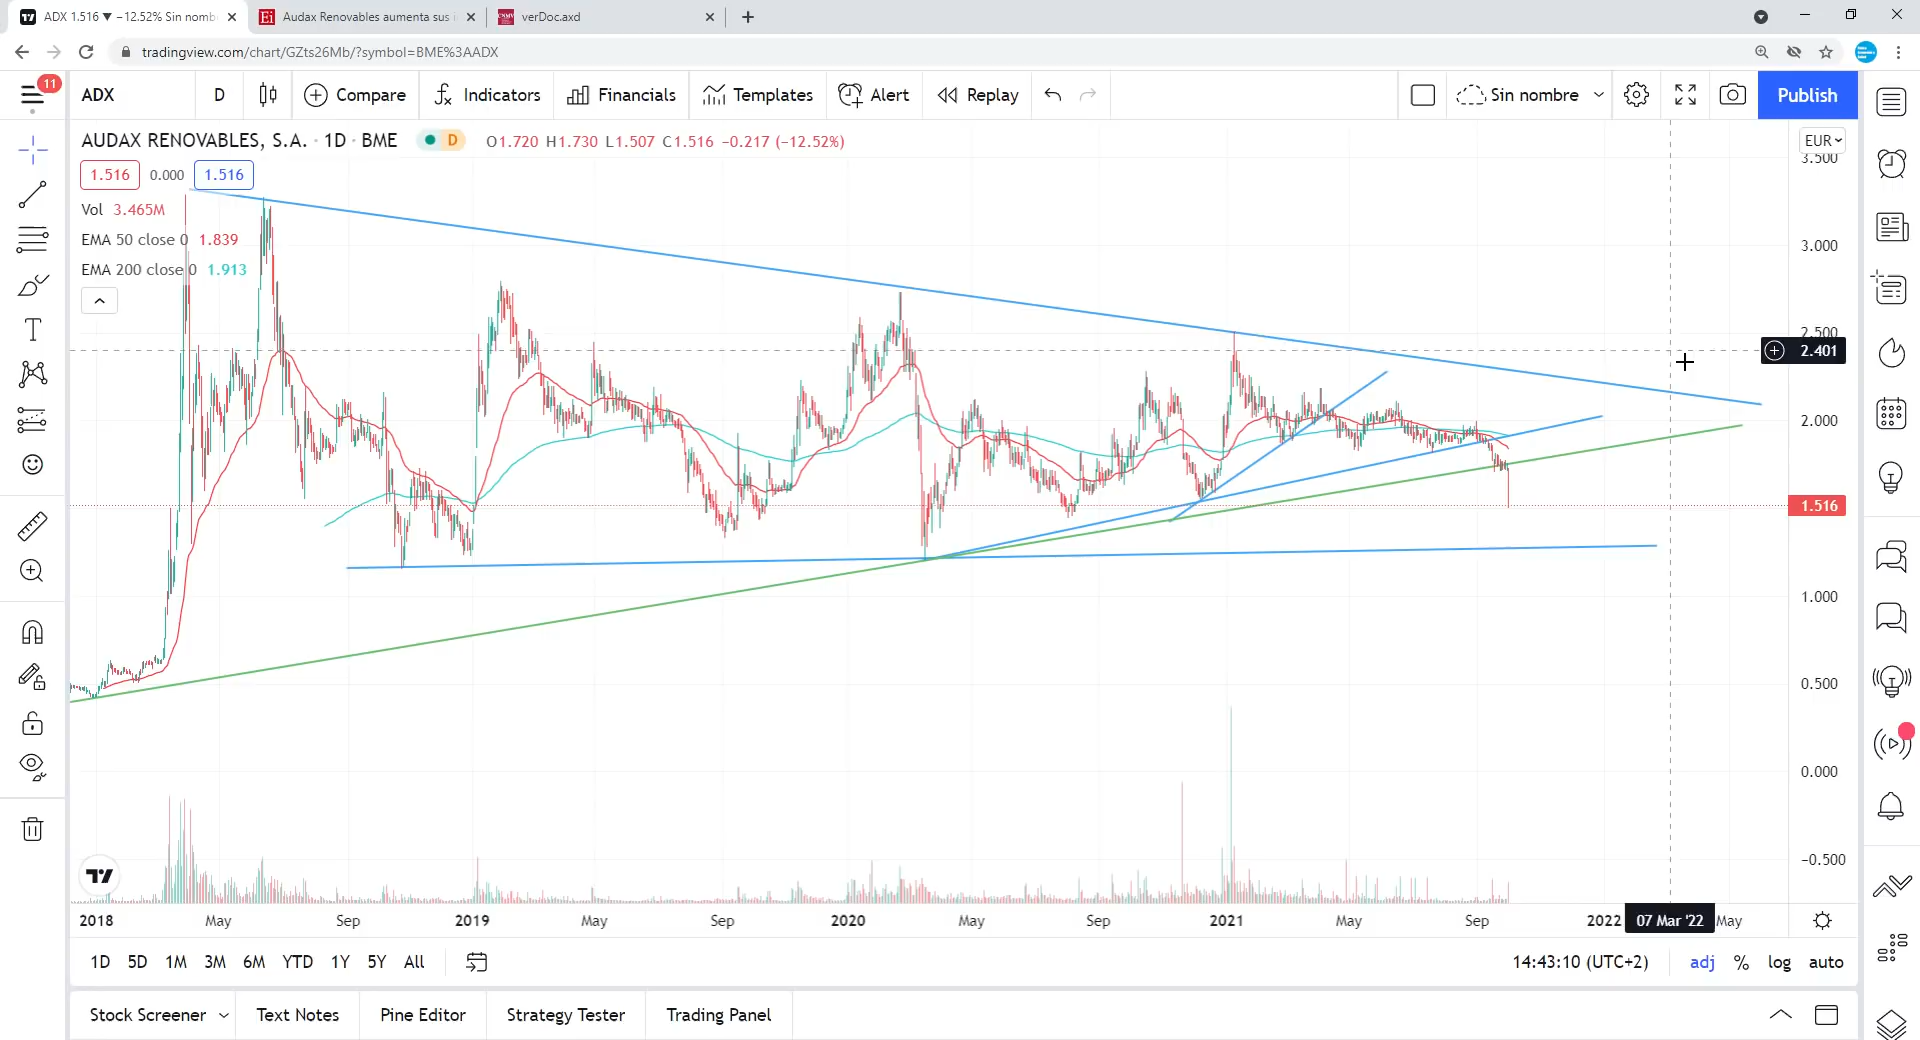 ADX 1.516 ▼ −12.52% Sin nomb
Ei Audax Renovables aumenta sus i
CNMV verDoc.axd
tradingview.com/chart/GZts26Mb/?symbol=BME%3AADX
11
ADX D Compare Indicators Financials Templates Alert Replay Sin nombre Publish
AUDAX RENOVABLES, S.A. · 1D · BME D O1.720 H1.730 L1.507 C1.516 −0.217 (−12.52%)
EUR
1.516 0.000 1.516
Vol 3.465M
EMA 50 close 0 1.839
EMA 200 close 0 1.913
3.500
3.000
2.500
2.401
2.000
1.516
1.000
0.500
0.000
−0.500
2018 May Sep 2019 May Sep 2020 May Sep 2021 May Sep 2022 07 Mar '22 May
1D 5D 1M 3M 6M YTD 1Y 5Y All 14:43:10 (UTC+2) adj % log auto
Stock Screener Text Notes Pine Editor Strategy Tester Trading Panel